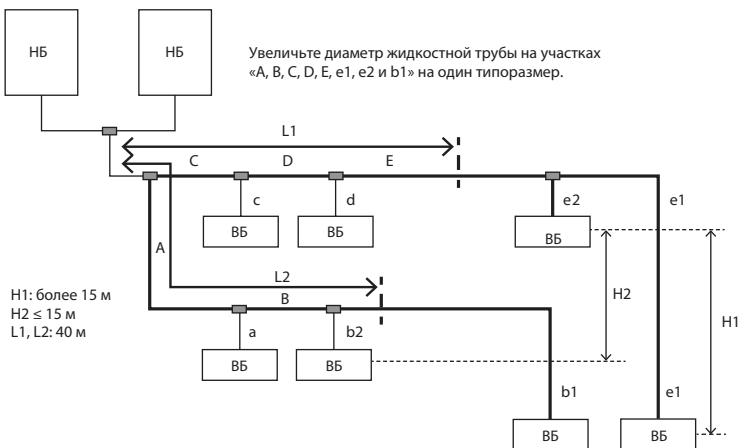 НБ
НБ
Увеличьте диаметр жидкостной трубы на участках
«A, B, C, D, E, e1, e2 и b1» на один типоразмер.
L1
C
D
E
c
d
e2
e1
ВБ
ВБ
ВБ
A
L2
B
H1: более 15 м
H2 ≤ 15 м
L1, L2: 40 м
H2
H1
a
b2
ВБ
ВБ
b1
e1
ВБ
ВБ